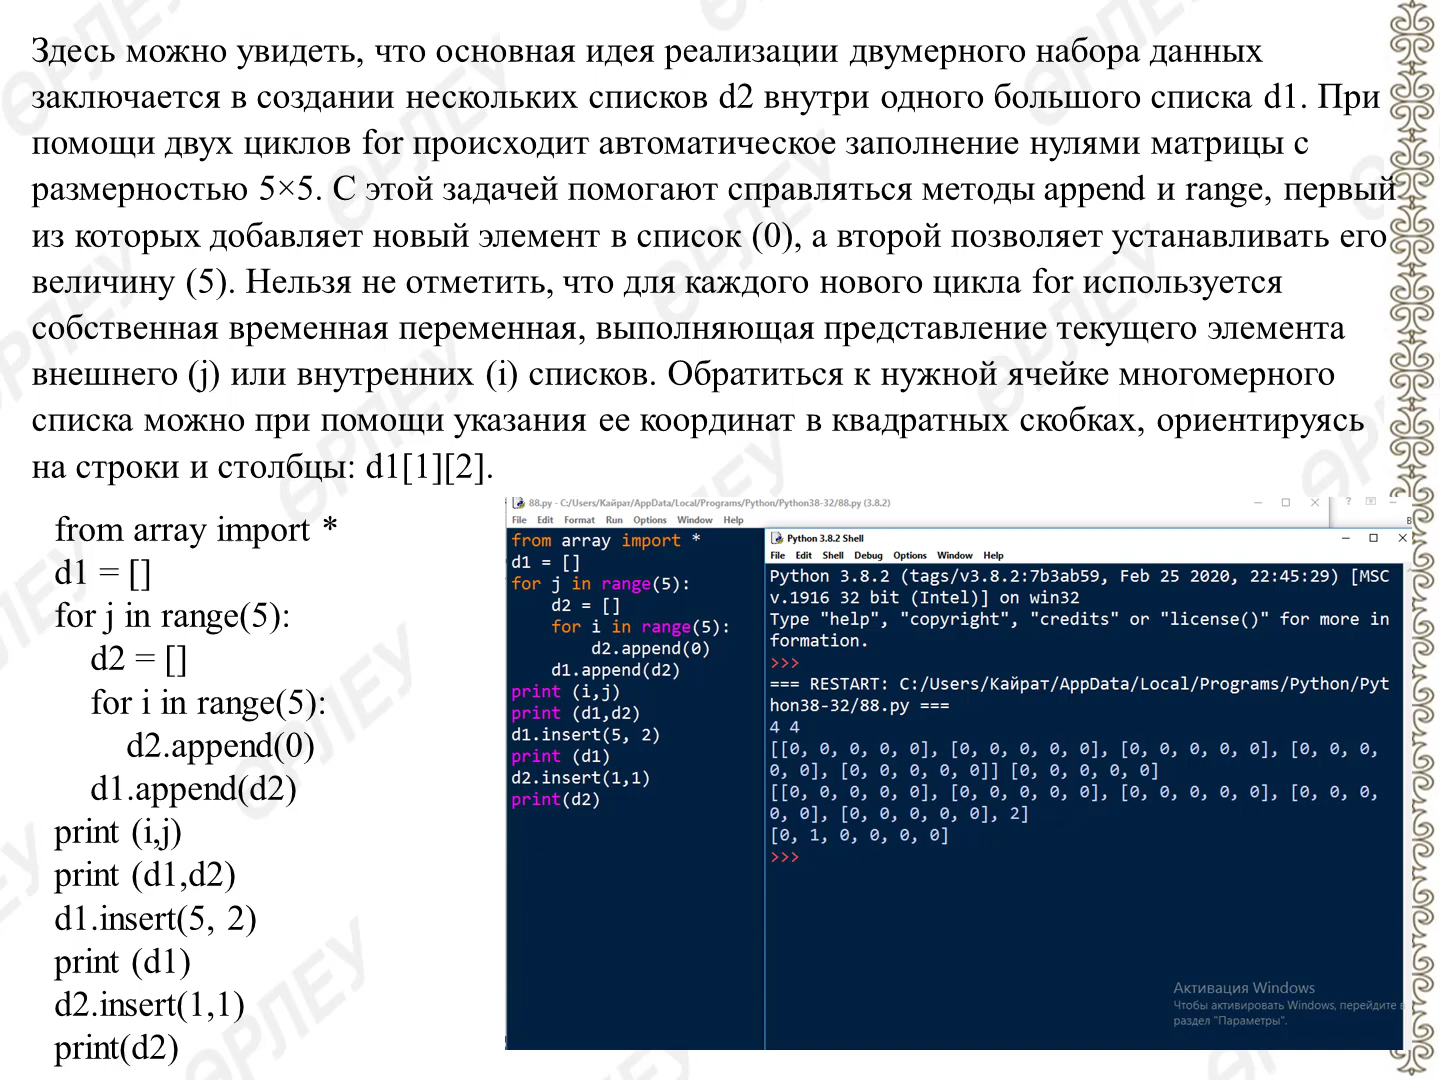 Здесь можно увидеть, что основная идея реализации двумерного набора данных
заключается в создании нескольких списков d2 внутри одного большого списка d1. При
помощи двух циклов for происходит автоматическое заполнение нулями матрицы с
размерностью 5×5. С этой задачей помогают справляться методы append и range, первый
из которых добавляет новый элемент в список (0), а второй позволяет устанавливать его
величину (5). Нельзя не отметить, что для каждого нового цикла for используется
собственная временная переменная, выполняющая представление текущего элемента
внешнего (j) или внутренних (i) списков. Обратиться к нужной ячейке многомерного
списка можно при помощи указания ее координат в квадратных скобках, ориентируясь
на строки и столбцы: d1[1][2].
from array import *
d1 = []
for j in range(5):
d2 = []
for i in range(5):
d2.append(0)
d1.append(d2)
print (i,j)
print (d1,d2)
d1.insert(5, 2)
print (d1)
d2.insert(1,1)
print(d2)
88.py - C:/Users/Кайрат/AppData/Local/Programs/Python/Python38-32/88.py (3.8.2)
File Edit Format Run Options Window Help
from array import *
d1 = []
for j in range(5):
d2 = []
for i in range(5):
d2.append(0)
d1.append(d2)
print (i,j)
print (d1,d2)
d1.insert(5, 2)
print (d1)
d2.insert(1,1)
print(d2)
Python 3.8.2 Shell
File Edit Shell Debug Options Window Help
Python 3.8.2 (tags/v3.8.2:7b3ab59, Feb 25 2020, 22:45:29) [MSC
v.1916 32 bit (Intel)] on win32
Type "help", "copyright", "credits" or "license()" for more in
formation.
>>>
=== RESTART: C:/Users/Кайрат/AppData/Local/Programs/Python/Pyt
hon38-32/88.py ===
4 4
[[0, 0, 0, 0, 0], [0, 0, 0, 0, 0], [0, 0, 0, 0, 0], [0, 0, 0,
0, 0], [0, 0, 0, 0, 0]] [0, 0, 0, 0, 0]
[[0, 0, 0, 0, 0], [0, 0, 0, 0, 0], [0, 0, 0, 0, 0], [0, 0, 0,
0, 0], [0, 0, 0, 0, 0], 2]
[0, 1, 0, 0, 0, 0]
>>>
Активация Windows
Чтобы активировать Windows, перейдите в
раздел "Параметры".
ӨРЛЕУ